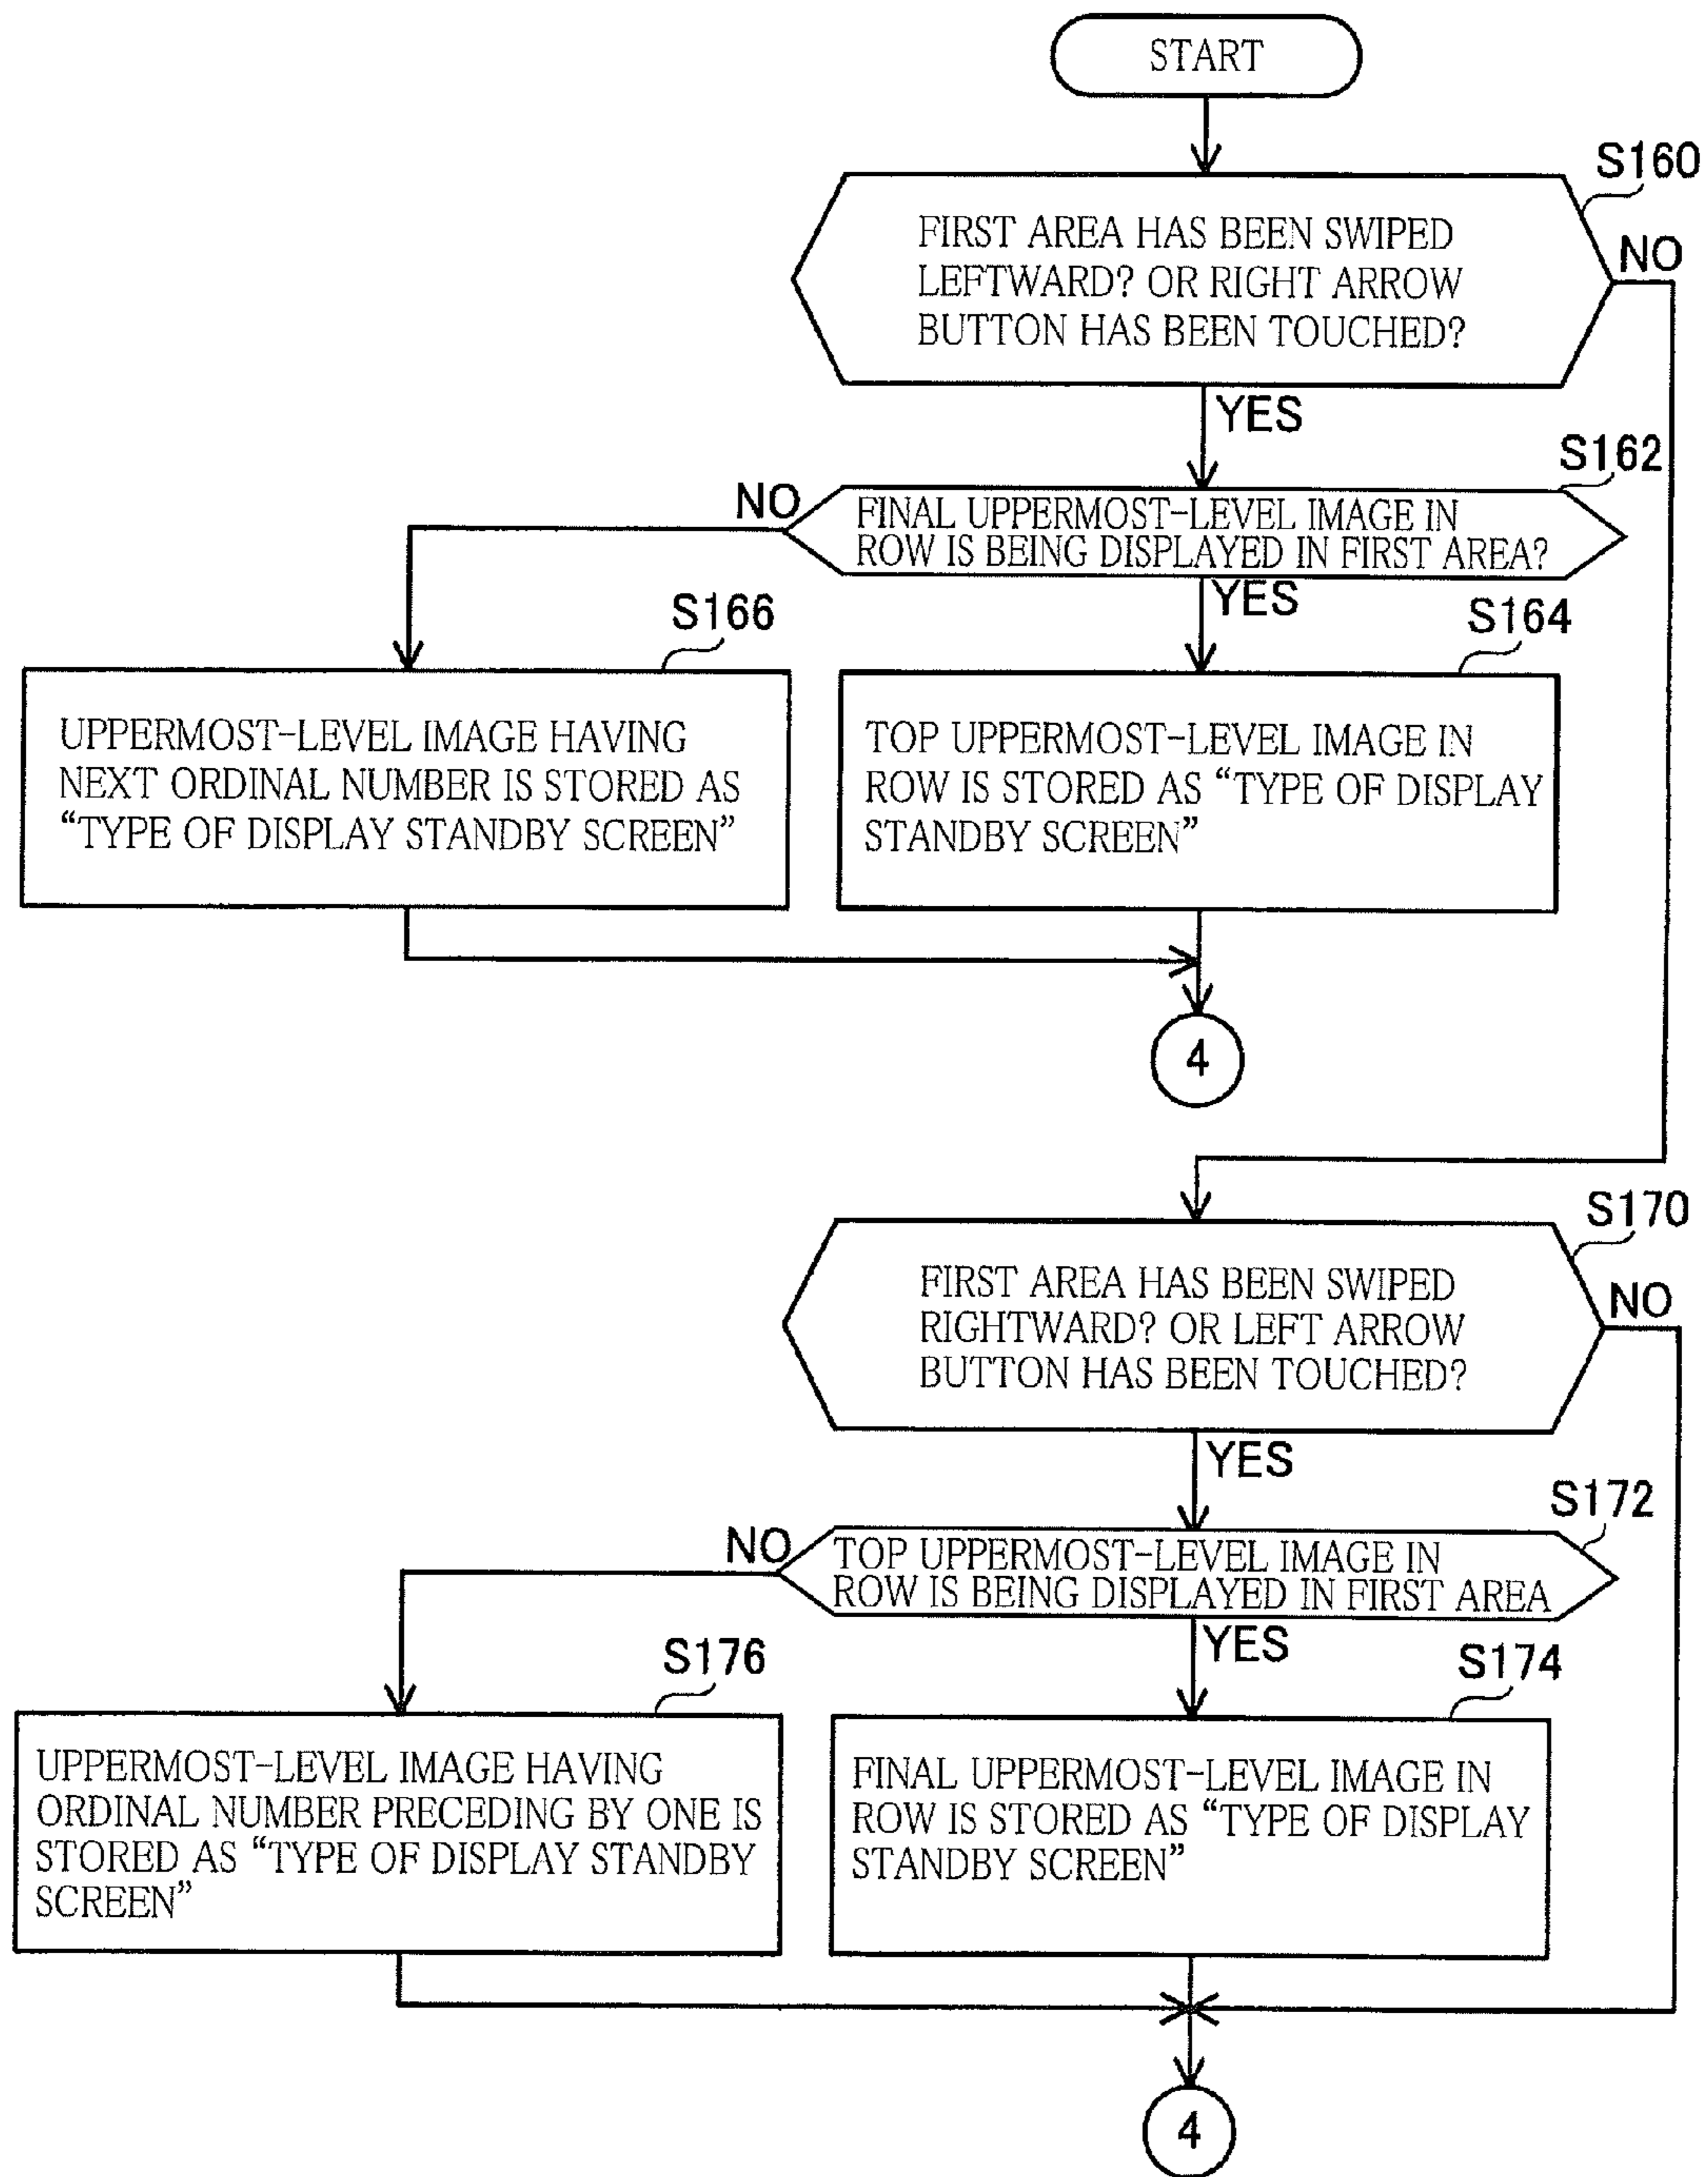 START
S160
FIRST AREA HAS BEEN SWIPED
LEFTWARD? OR RIGHT ARROW
BUTTON HAS BEEN TOUCHED?
NO
YES
S162
NO
FINAL UPPERMOST-LEVEL IMAGE IN
ROW IS BEING DISPLAYED IN FIRST AREA?
YES
S166
S164
UPPERMOST-LEVEL IMAGE HAVING
NEXT ORDINAL NUMBER IS STORED AS
“TYPE OF DISPLAY STANDBY SCREEN”
TOP UPPERMOST-LEVEL IMAGE IN
ROW IS STORED AS “TYPE OF DISPLAY
STANDBY SCREEN”
4
S170
FIRST AREA HAS BEEN SWIPED
RIGHTWARD? OR LEFT ARROW
BUTTON HAS BEEN TOUCHED?
NO
YES
S172
NO
TOP UPPERMOST-LEVEL IMAGE IN
ROW IS BEING DISPLAYED IN FIRST AREA
YES
S176
S174
UPPERMOST-LEVEL IMAGE HAVING
ORDINAL NUMBER PRECEDING BY ONE IS
STORED AS “TYPE OF DISPLAY STANDBY
SCREEN”
FINAL UPPERMOST-LEVEL IMAGE IN
ROW IS STORED AS “TYPE OF DISPLAY
STANDBY SCREEN”
4